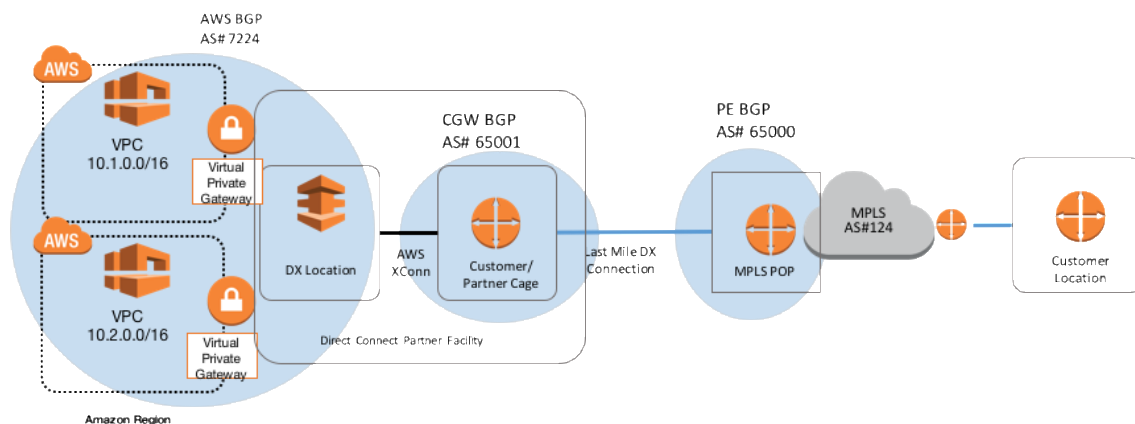 AWS BGP
AS# 7224
AWS
VPC
10.1.0.0/16
Virtual
Private
Gateway
AWS
VPC
10.2.0.0/16
Virtual
Private
Gateway
Amazon Region
DX Location
AWS
XConn
CGW BGP
AS# 65001
Customer/
Partner Cage
Direct Connect Partner Facility
Last Mile DX
Connection
PE BGP
AS# 65000
MPLS POP
MPLS
AS#124
Customer
Location